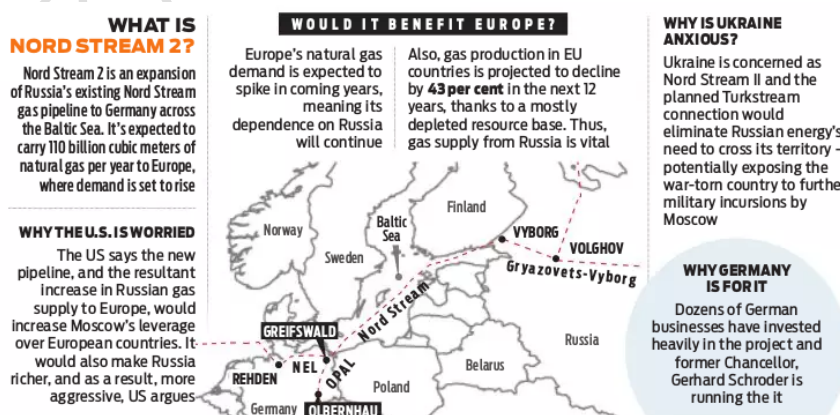 WHAT IS
NORD STREAM 2?
Nord Stream 2 is an expansion
of Russia's existing Nord Stream
gas pipeline to Germany across
the Baltic Sea. It's expected to
carry 110 billion cubic meters of
natural gas per year to Europe,
where demand is set to rise
WHY THE U.S. IS WORRIED
The US says the new
pipeline, and the resultant
increase in Russian gas
supply to Europe, would
increase Moscow's leverage
over European countries. It
would also make Russia
richer, and as a result, more
aggressive, US argues
WOULD IT BENEFIT EUROPE?
Europe's natural gas
demand is expected to
spike in coming years,
meaning its
dependence on Russia
will continue
Also, gas production in EU
countries is projected to decline
by 43 per cent in the next 12
years, thanks to a mostly
depleted resource base. Thus,
gas supply from Russia is vital
Norway
Sweden
Baltic
Sea
Finland
VYBORG
VOLGHOV
Gryazovets-Vyborg
Nord Stream
GREIFSWALD
REHDEN
NEL
OPAL
OLBERNHAU
Germany
Poland
Belarus
Russia
WHY IS UKRAINE
ANXIOUS?
Ukraine is concerned as
Nord Stream II and the
planned Turkstream
connection would
eliminate Russian energy's
need to cross its territory -
potentially exposing the
war-torn country to furthe
military incursions by
Moscow
WHY GERMANY
IS FOR IT
Dozens of German
businesses have invested
heavily in the project and
former Chancellor,
Gerhard Schroder is
running the it